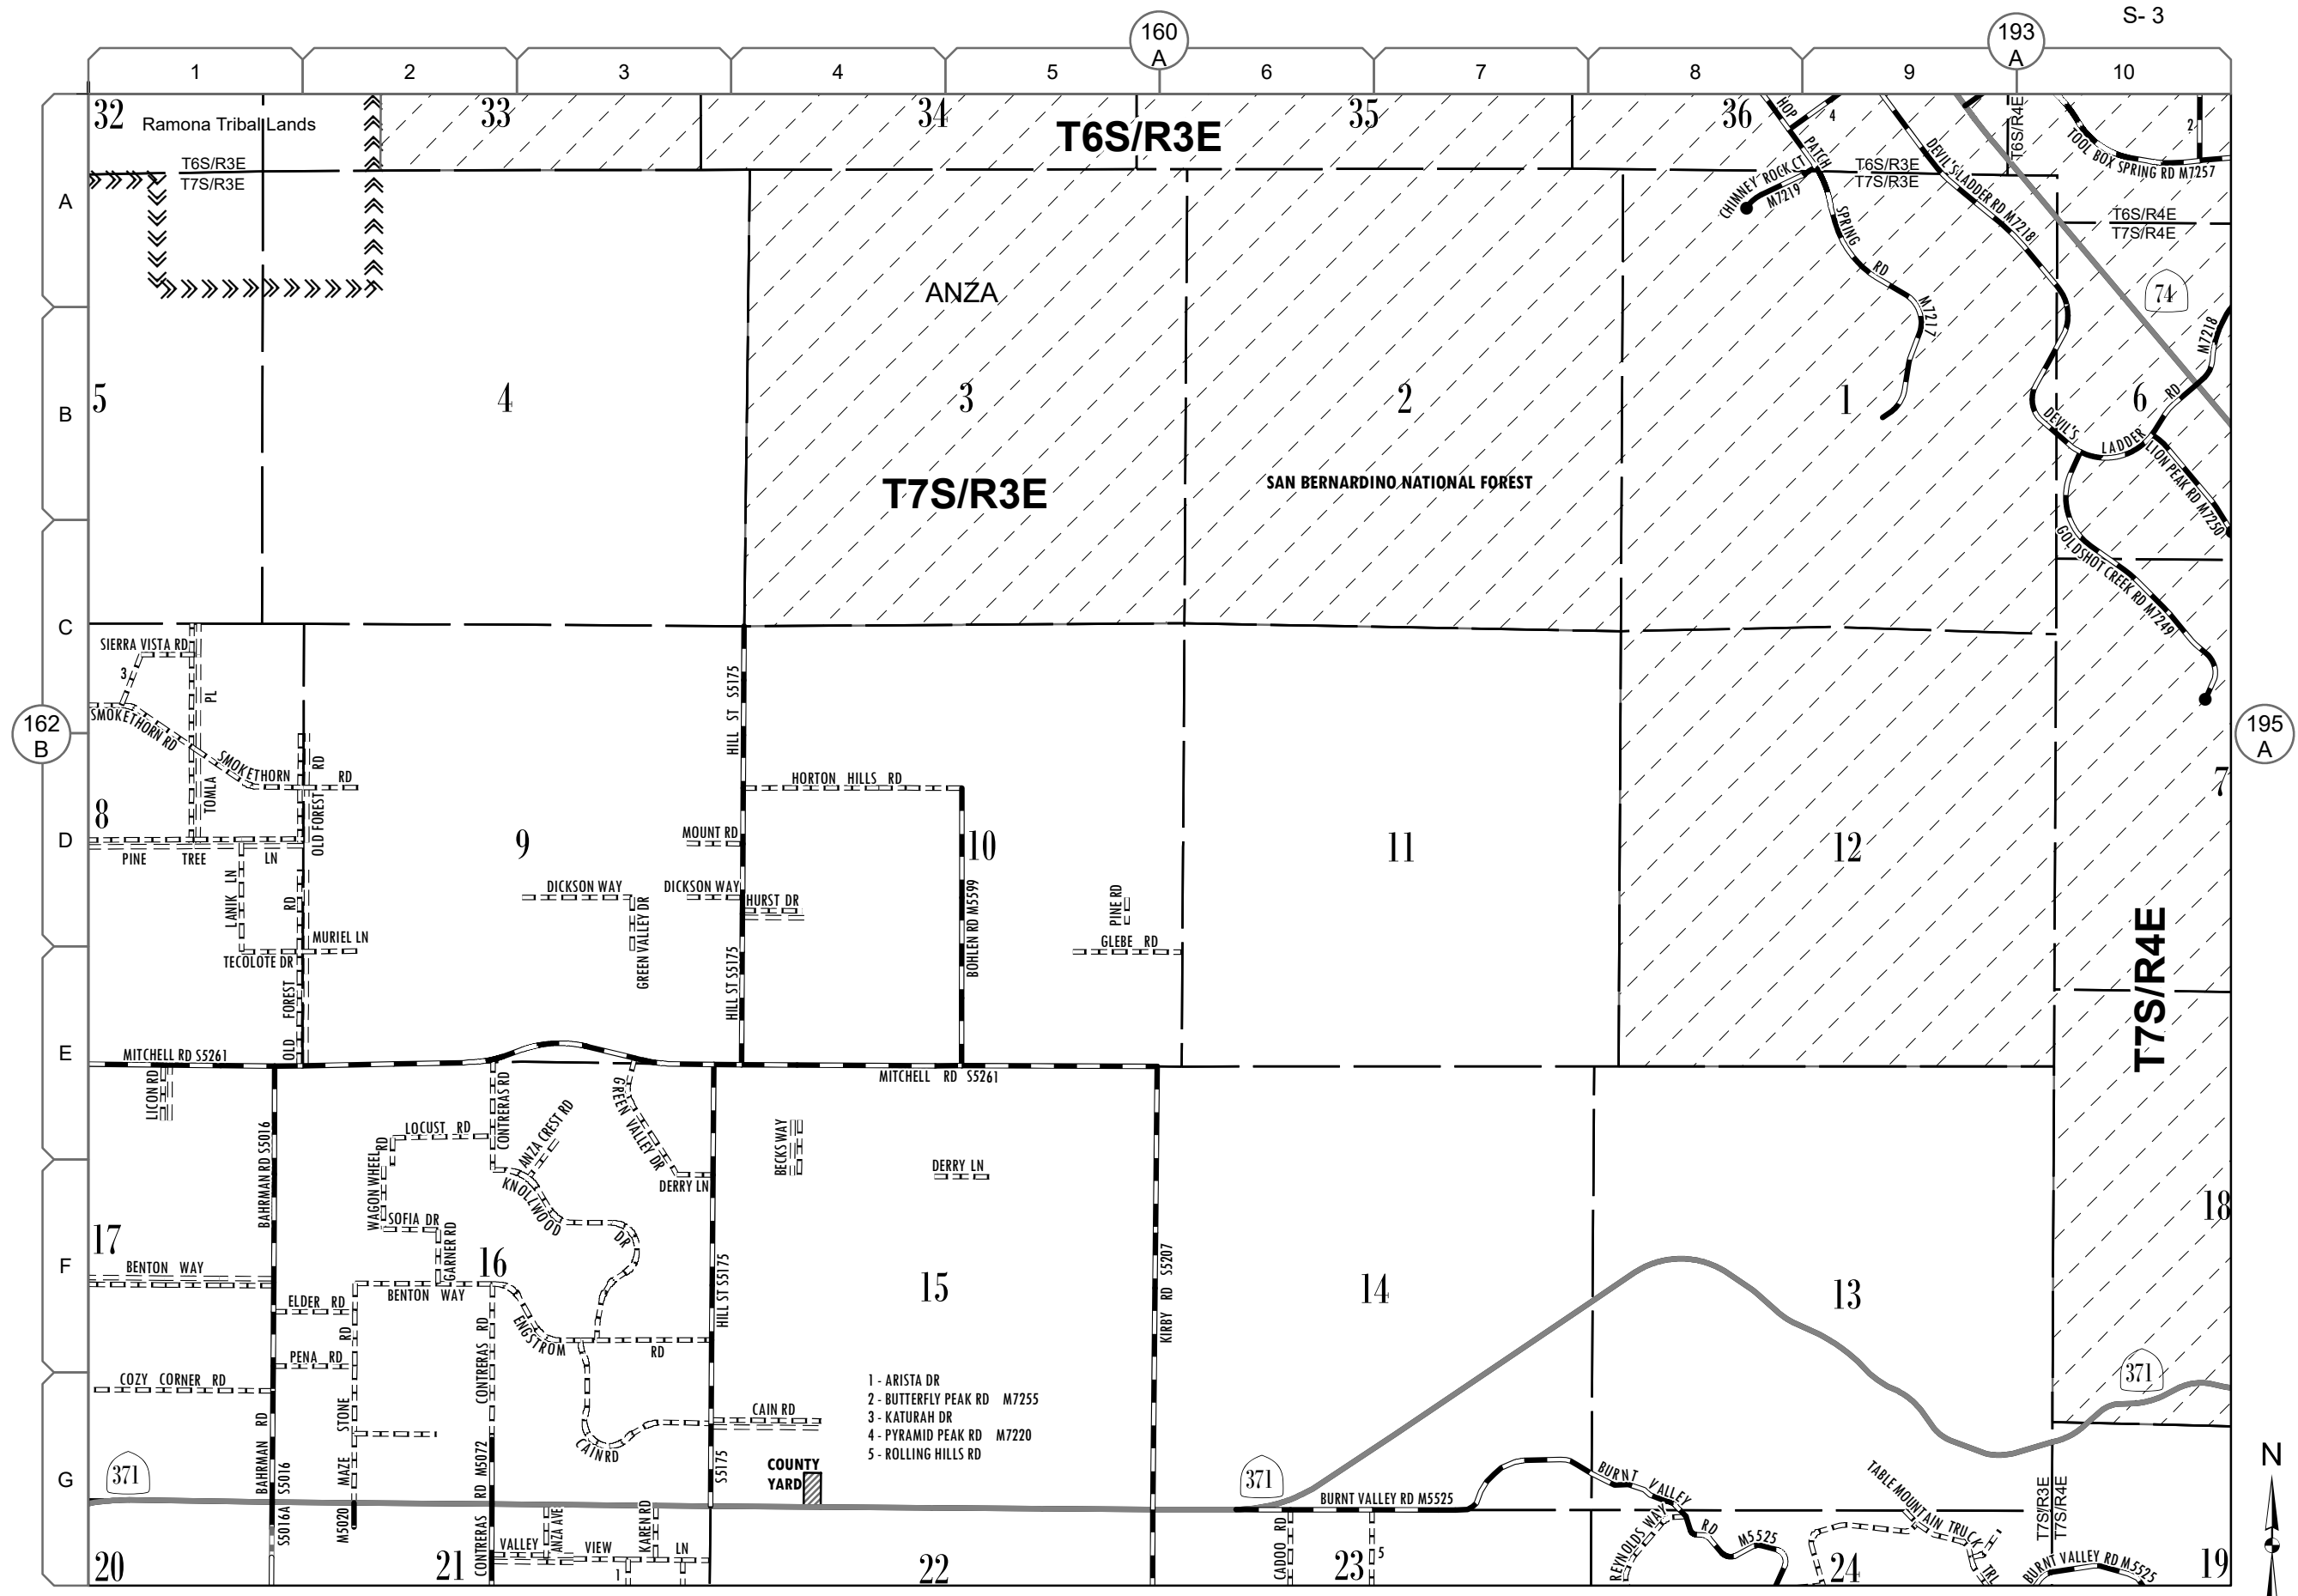 S- 3
160
A
193
A
1 2 3 4 5 6 7 8 9 10
A
B
C
D
E
F
G
162
B
195
A
32
Ramona Tribal Lands
33
34
T6S/R3E
35
36
HOP
PATCH
SPRING
RD
M7217
4
CHIMNEY ROCK CT
M7219
DEVIL'S LADDER RD M7218
T6S/R4E
2
TOOL BOX SPRING RD M7257
T6S/R3E
T7S/R3E
T6S/R3E
T7S/R3E
T6S/R4E
T7S/R4E
ANZA
74
M7218
5
4
3
2
1
6
RD
DEVIL'S
LADDER
LION PEAK RD M7250
T7S/R3E
SAN BERNARDINO NATIONAL FOREST
GOLDSHOT CREEK RD M7249
SIERRA VISTA RD
3
PL
SMOKETHORN RD
SMOKETHORN
RD
RD
TOMLA
OLD FOREST
HILL ST S5175
HORTON HILLS RD
8
MOUNT RD
9
10
11
12
7
PINE TREE LN
LANIK LN
RD
DICKSON WAY
DICKSON WAY
HURST DR
PINE RD
BOHLEN RD M5599
GREEN VALLEY DR
HILL ST S5175
MURIEL LN
TECOLOTE DR
GLEBE RD
FOREST
OLD
T7S/R4E
MITCHELL RD S5261
MITCHELL RD S5261
LICON RD
BAHRMAN RD S5016
CONTRERAS RD
LOCUST RD
WAGON WHEEL RD
ANZA CREST RD
GREEN VALLEY DR
KNOLLWOOD
DR
DERRY LN
BECKS WAY
DERRY LN
SOFIA DR
GARNER RD
17
16
15
14
13
18
BENTON WAY
BENTON WAY
HILL ST S5175
KIRBY RD S5207
ELDER RD
RD
ENGSTROM
RD
CONTRERAS RD
PENA RD
COZY CORNER RD
STONE
MAZE
M5020
CAIN RD
CAIN RD
1 - ARISTA DR
2 - BUTTERFLY PEAK RD M7255
3 - KATURAH DR
4 - PYRAMID PEAK RD M7220
5 - ROLLING HILLS RD
371
371
371
BAHRMAN RD
S5016A S5016
CONTRERAS RD M5072
S5175
COUNTY
YARD
BURNT VALLEY RD M5525
BURNT VALLEY
RD
M5525
TABLE MOUNTAIN TRUCK TRL
T7S/R3E
T7S/R4E
N
20
21
VALLEY
VIEW
LN
ANZA AVE
KAREN RD
1
22
CADOO RD
23
5
REYNOLDS WAY
24
BURNT VALLEY RD M5525
19